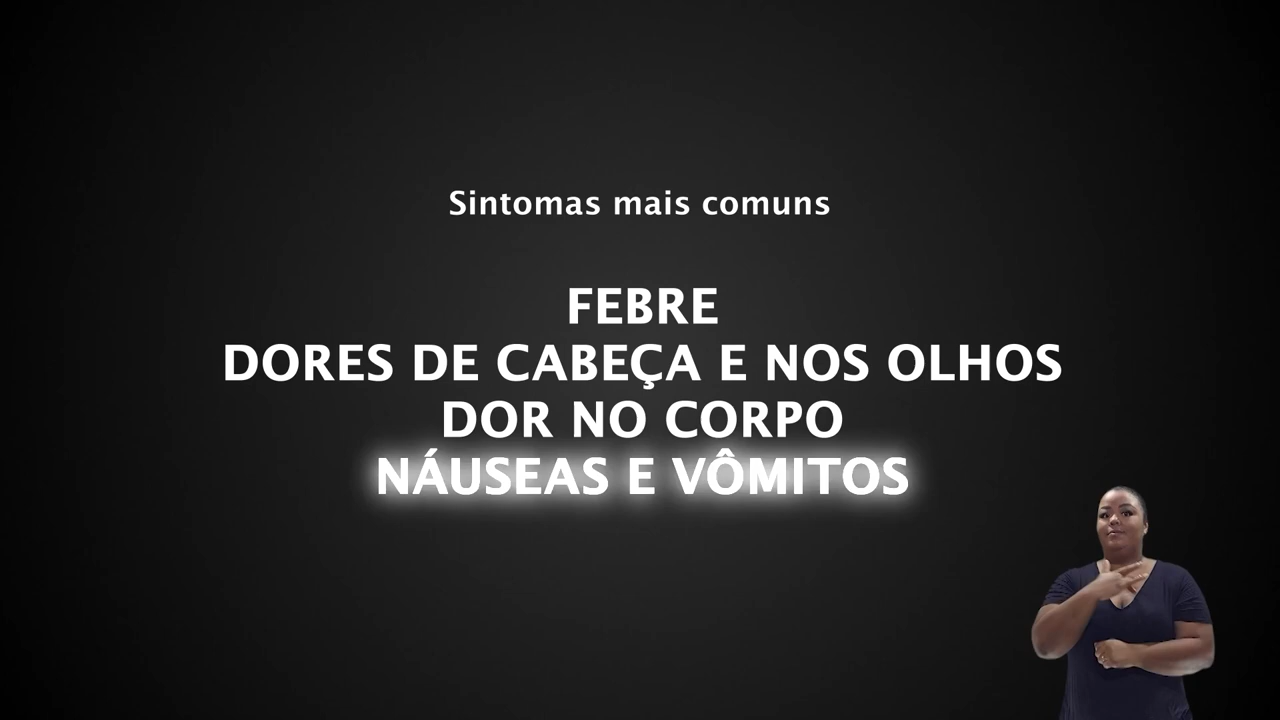 Sintomas mais comuns
FEBRE
DORES DE CABEÇA E NOS OLHOS
DOR NO CORPO
NÁUSEAS E VÔMITOS